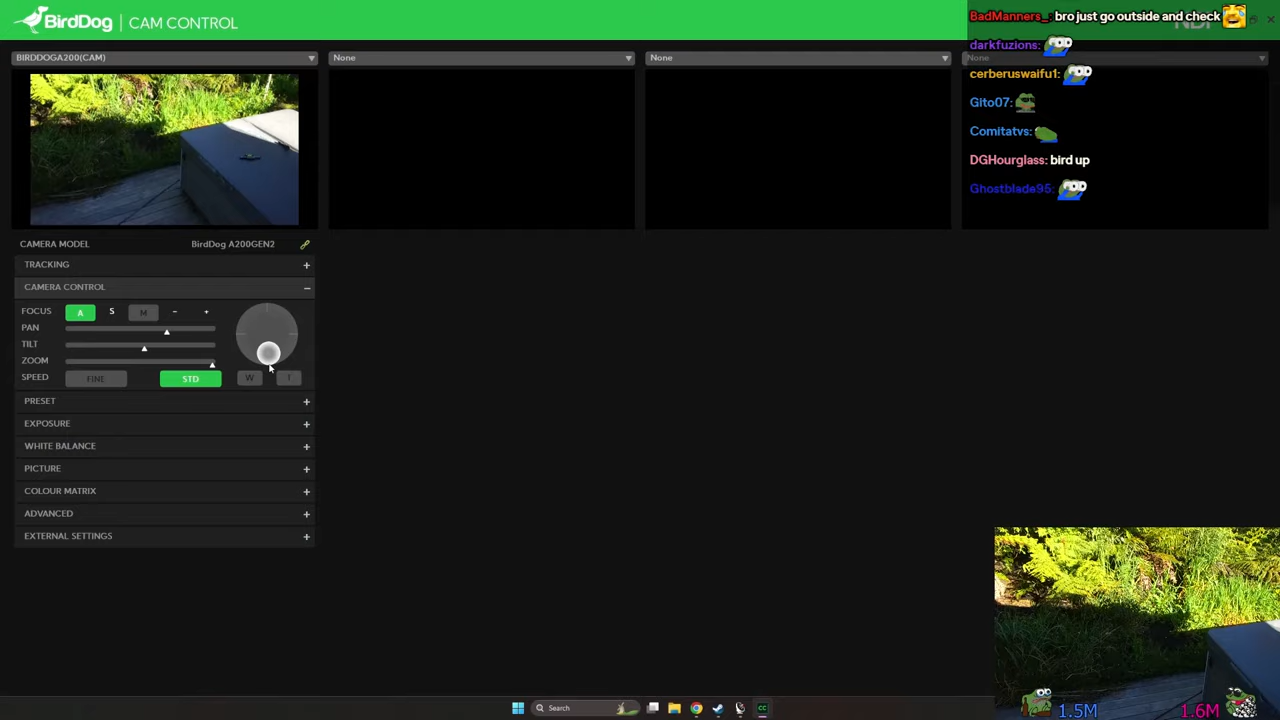 BirdDog | CAM CONTROL
BadManners_: bro just go outside and check
darkfuzions:
cerberuswaifu1:
Gito07:
Comitatvs:
DGHourglass: bird up
Ghostblade95:
BIRDDOGA200(CAM)
None
None
None
CAMERA MODEL
BirdDog A200GEN2
TRACKING +
CAMERA CONTROL –
FOCUS A S M - +
PAN
TILT
ZOOM
SPEED FINE STD W T
PRESET +
EXPOSURE +
WHITE BALANCE +
PICTURE +
COLOUR MATRIX +
ADVANCED +
EXTERNAL SETTINGS +
1.5M
1.6M
Search
CC